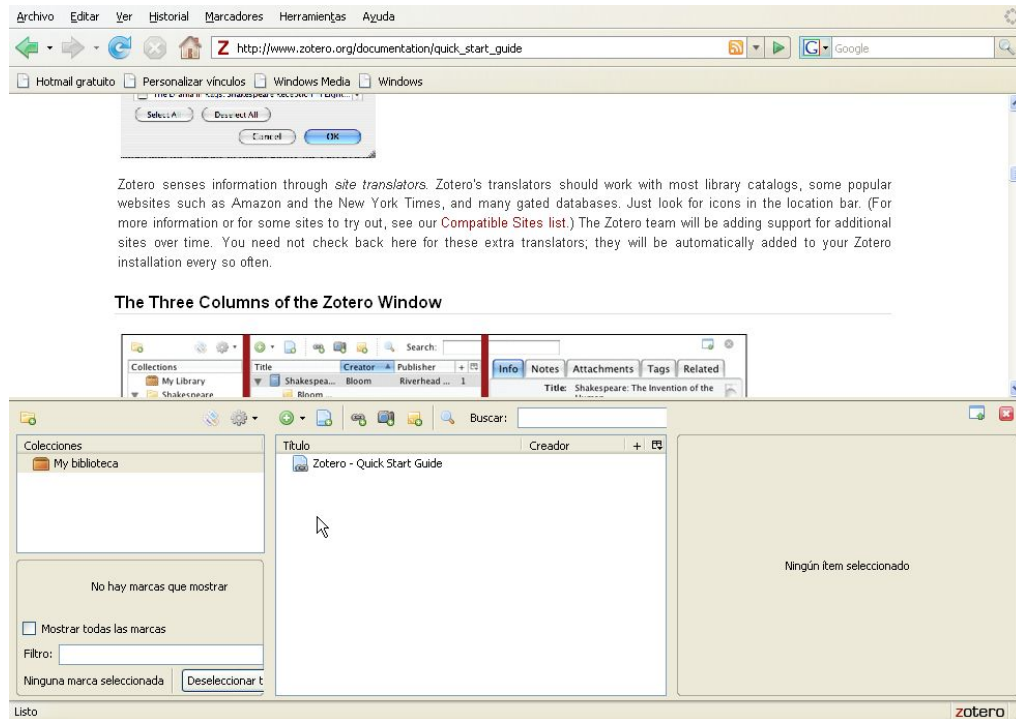 Archivo Editar Ver Historial Marcadores Herramientas Ayuda
Z http://www.zotero.org/documentation/quick_start_guide G Google
Hotmail gratuito Personalizar vínculos Windows Media Windows
Select All Deselect All
Cancel OK
Zotero senses information through site translators. Zotero's translators should work with most library catalogs, some popular
websites such as Amazon and the New York Times, and many gated databases. Just look for icons in the location bar. (For
more information or for some sites to try out, see our Compatible Sites list.) The Zotero team will be adding support for additional
sites over time. You need not check back here for these extra translators; they will be automatically added to your Zotero
installation every so often.
The Three Columns of the Zotero Window
Search:
Collections Title Creator Publisher + Info Notes Attachments Tags Related
My Library Shakespea... Bloom Riverhead ... 1 Title: Shakespeare: The Invention of the
Shakespeare Bloom
Buscar:
Colecciones Título Creador +
My biblioteca Zotero - Quick Start Guide
Ningún ítem seleccionado
No hay marcas que mostrar
Mostrar todas las marcas
Filtro:
Ninguna marca seleccionada Deseleccionar t
Listo zotero